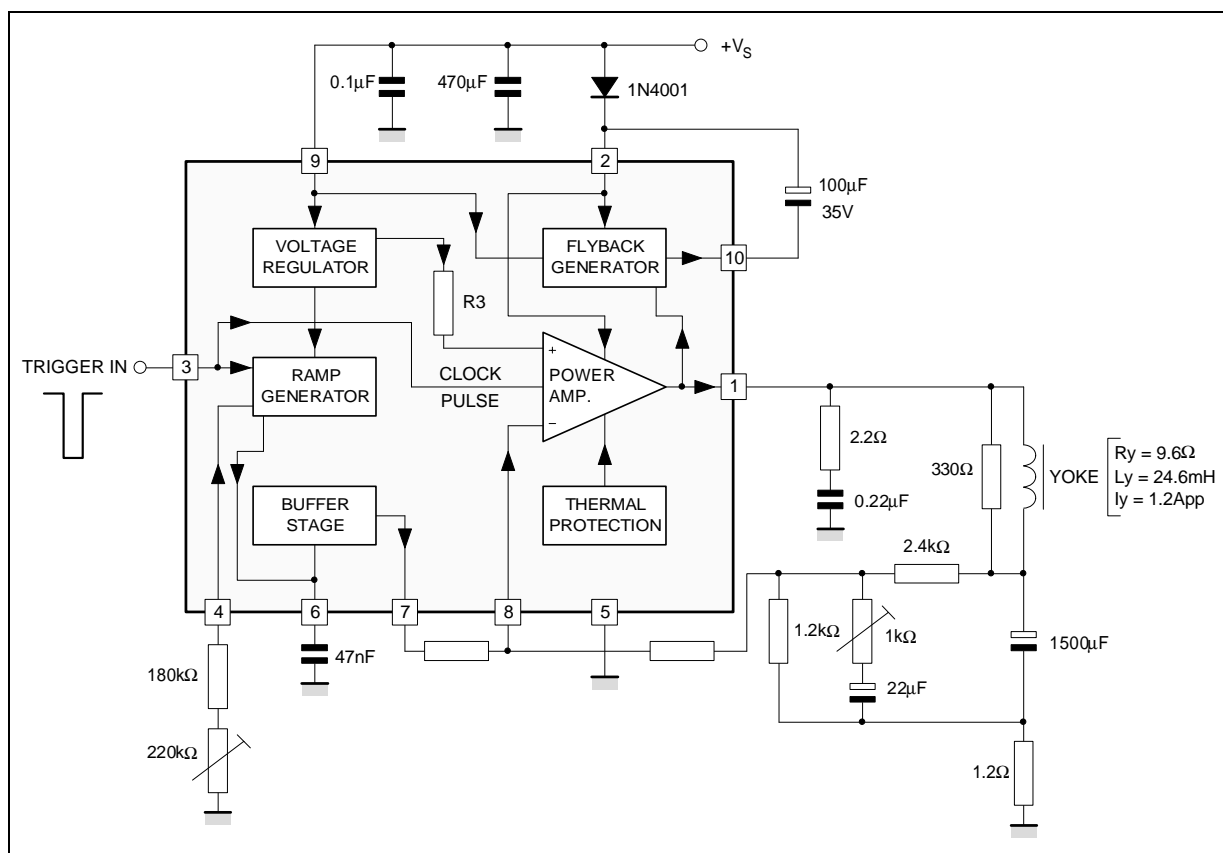 +VS
0.1µF
470µF
1N4001
9
2
100µF
35V
VOLTAGE
REGULATOR
FLYBACK
GENERATOR
10
R3
TRIGGER IN
3
RAMP
GENERATOR
CLOCK
PULSE
+
POWER
AMP.
−
1
2.2Ω
0.22µF
330Ω
YOKE
Ry = 9.6Ω
Ly = 24.6mH
Iy = 1.2App
BUFFER
STAGE
THERMAL
PROTECTION
2.4kΩ
4
6
7
8
5
47nF
1.2kΩ
1kΩ
22µF
1500µF
180kΩ
220kΩ
1.2Ω